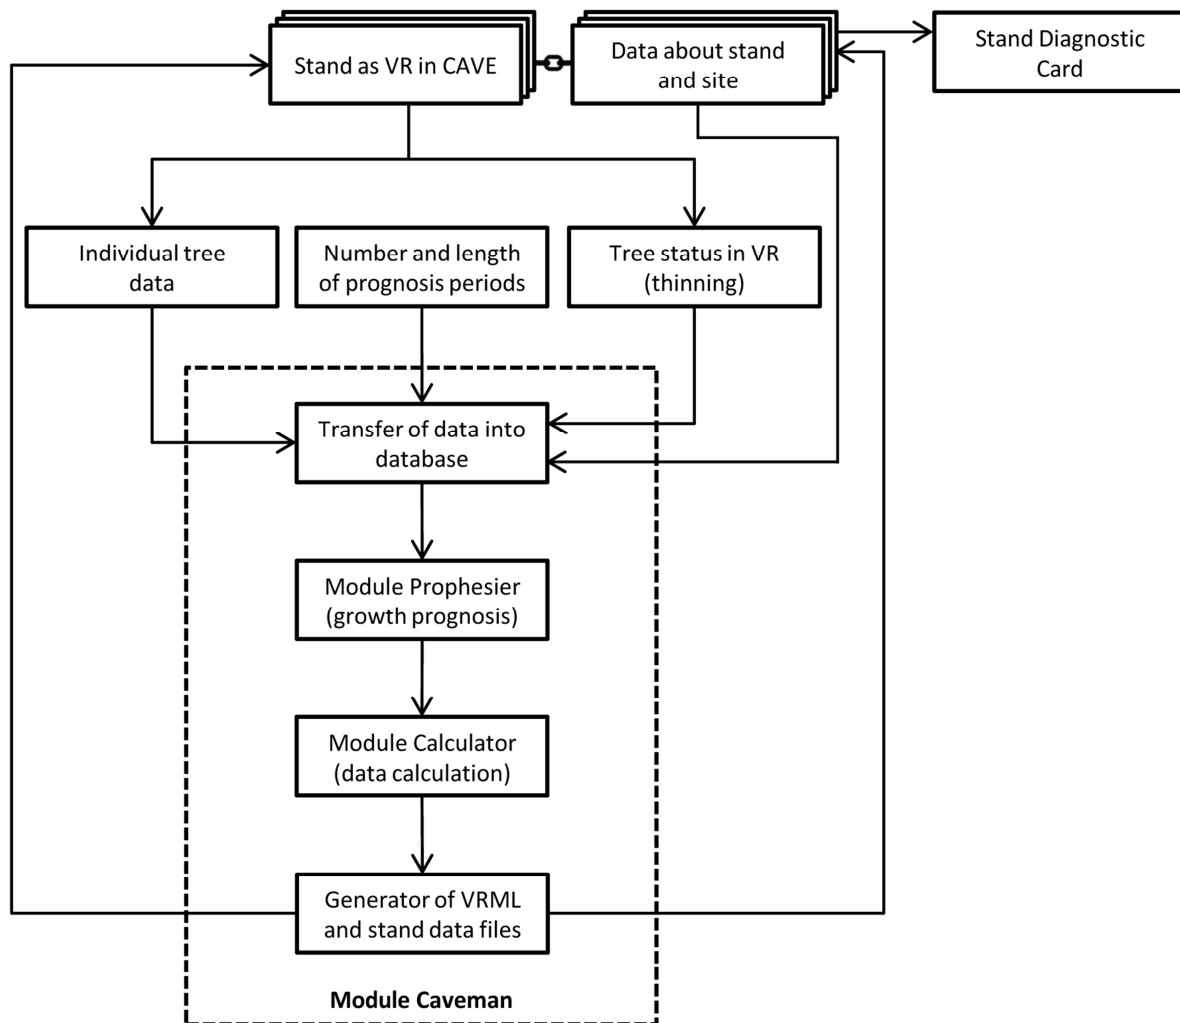 Stand as VR in CAVE
Data about stand
and site
Stand Diagnostic
Card
Individual tree
data
Number and length
of prognosis periods
Tree status in VR
(thinning)
Transfer of data into
database
Module Prophesier
(growth prognosis)
Module Calculator
(data calculation)
Generator of VRML
and stand data files
Module Caveman